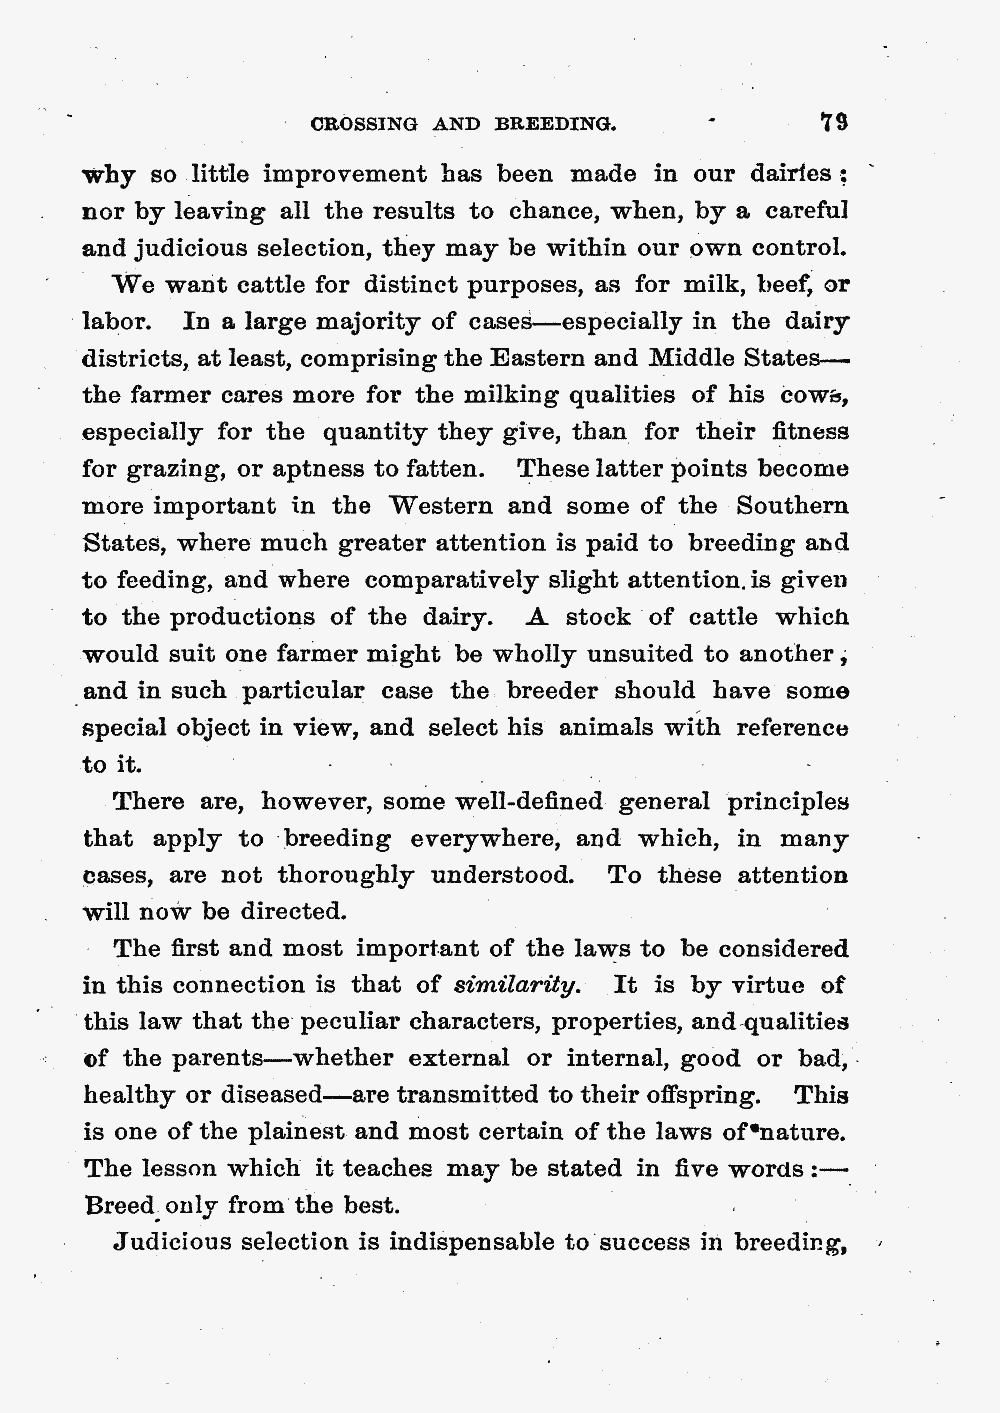 CROSSING AND BREEDING. 79
why so little improvement has been made in our dairies;
nor by leaving all the results to chance, when, by a careful
and judicious selection, they may be within our own control.
We want cattle for distinct purposes, as for milk, beef, or
labor. In a large majority of cases—especially in the dairy
districts, at least, comprising the Eastern and Middle States—
the farmer cares more for the milking qualities of his cows,
especially for the quantity they give, than for their fitness
for grazing, or aptness to fatten. These latter points become
more important in the Western and some of the Southern
States, where much greater attention is paid to breeding and
to feeding, and where comparatively slight attention is given
to the productions of the dairy. A stock of cattle which
would suit one farmer might be wholly unsuited to another;
and in such particular case the breeder should have some
special object in view, and select his animals with reference
to it.
There are, however, some well-defined general principles
that apply to breeding everywhere, and which, in many
cases, are not thoroughly understood. To these attention
will now be directed.
The first and most important of the laws to be considered
in this connection is that of similarity. It is by virtue of
this law that the peculiar characters, properties, and qualities
of the parents—whether external or internal, good or bad,
healthy or diseased—are transmitted to their offspring. This
is one of the plainest and most certain of the laws of nature.
The lesson which it teaches may be stated in five words:—
Breed only from the best.
Judicious selection is indispensable to success in breeding,